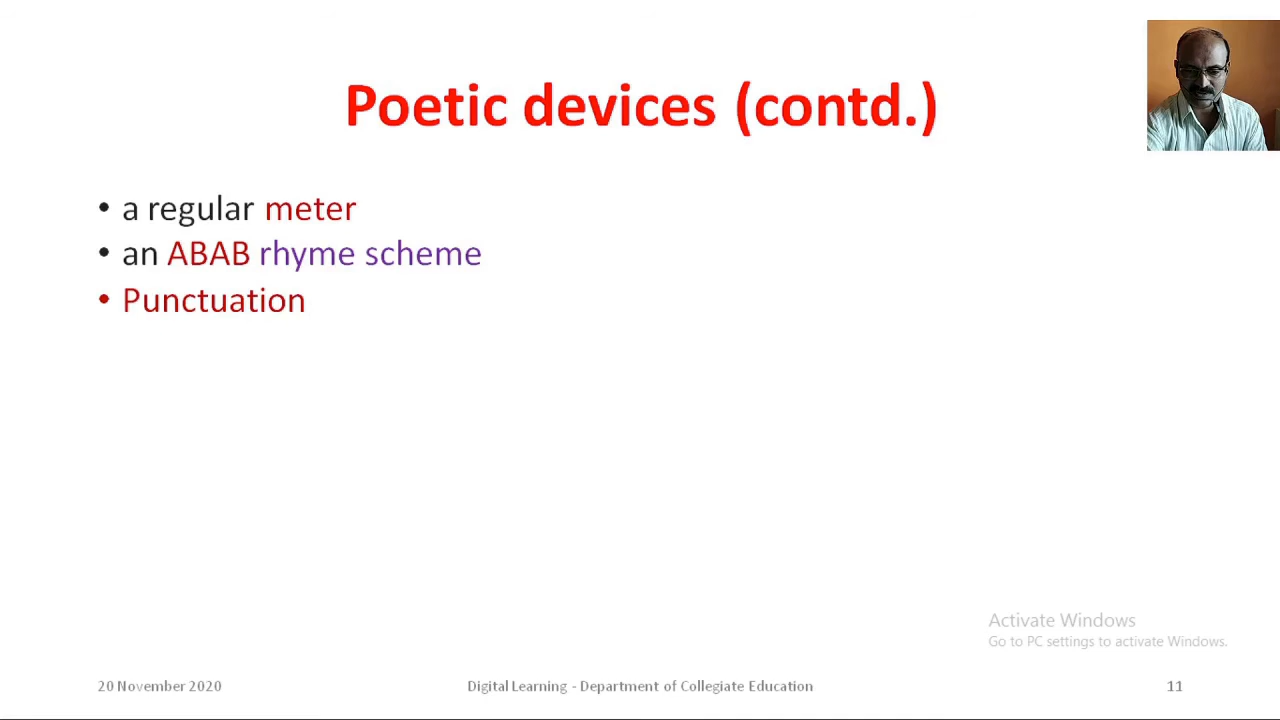 Poetic devices (contd.)
• a regular meter
• an ABAB rhyme scheme
• Punctuation
Activate Windows
Go to PC settings to activate Windows.
20 November 2020
Digital Learning - Department of Collegiate Education
11